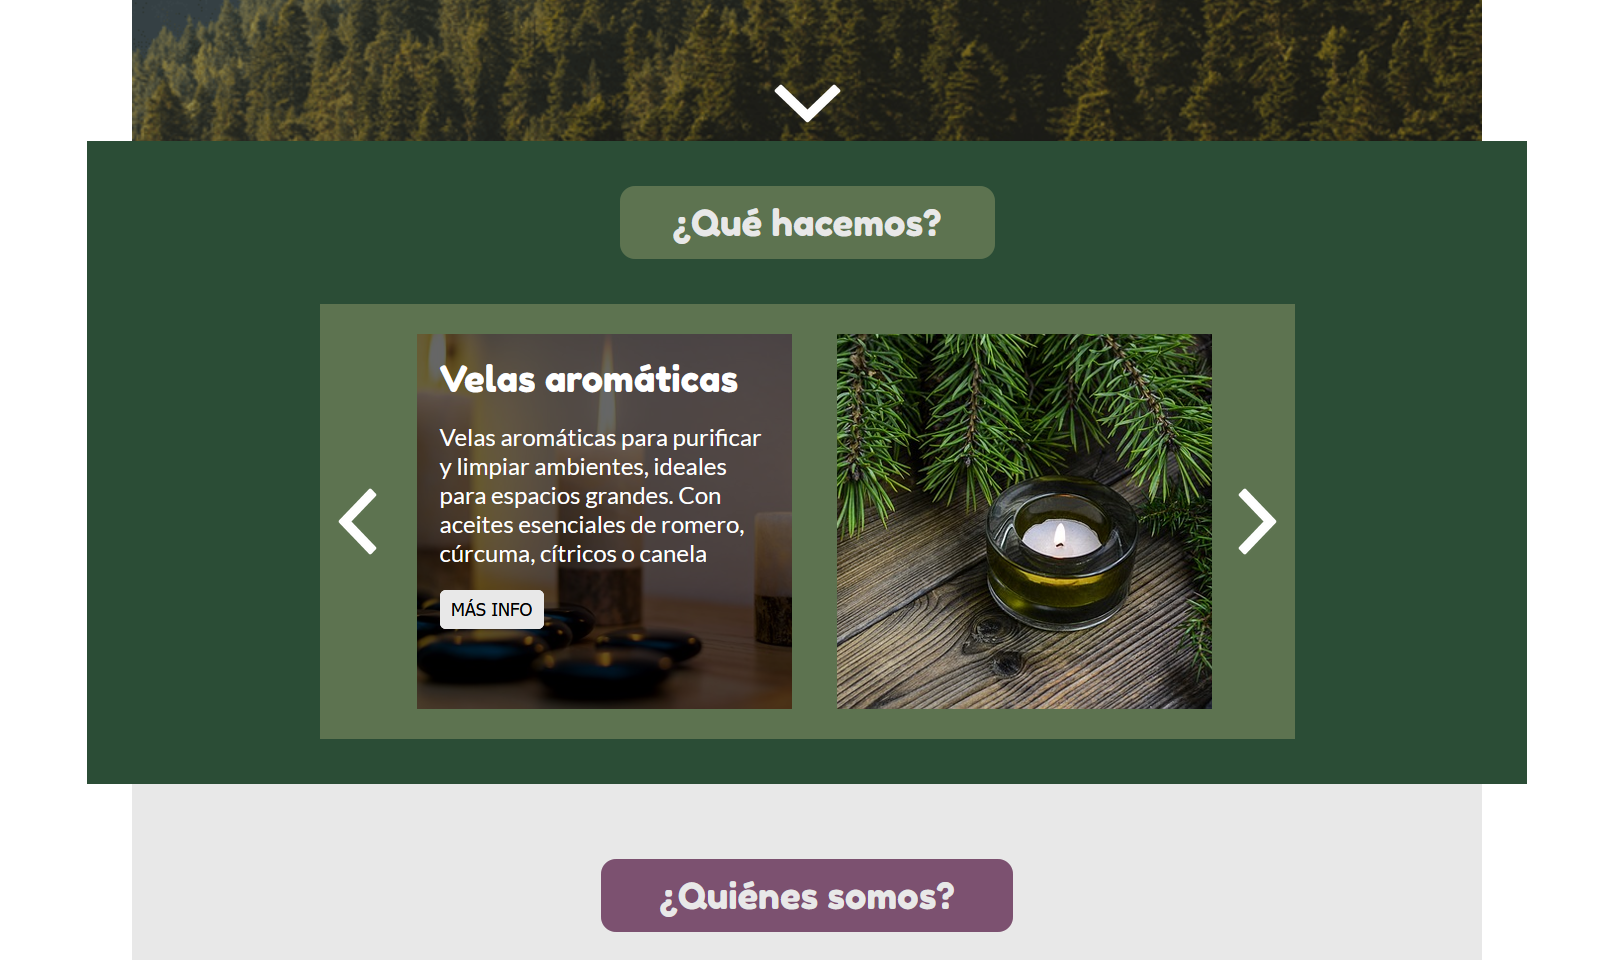 ¿Qué hacemos?
Velas aromáticas
Velas aromáticas para purificar
y limpiar ambientes, ideales
para espacios grandes. Con
aceites esenciales de romero,
cúrcuma, cítricos o canela
MÁS INFO
¿Quiénes somos?